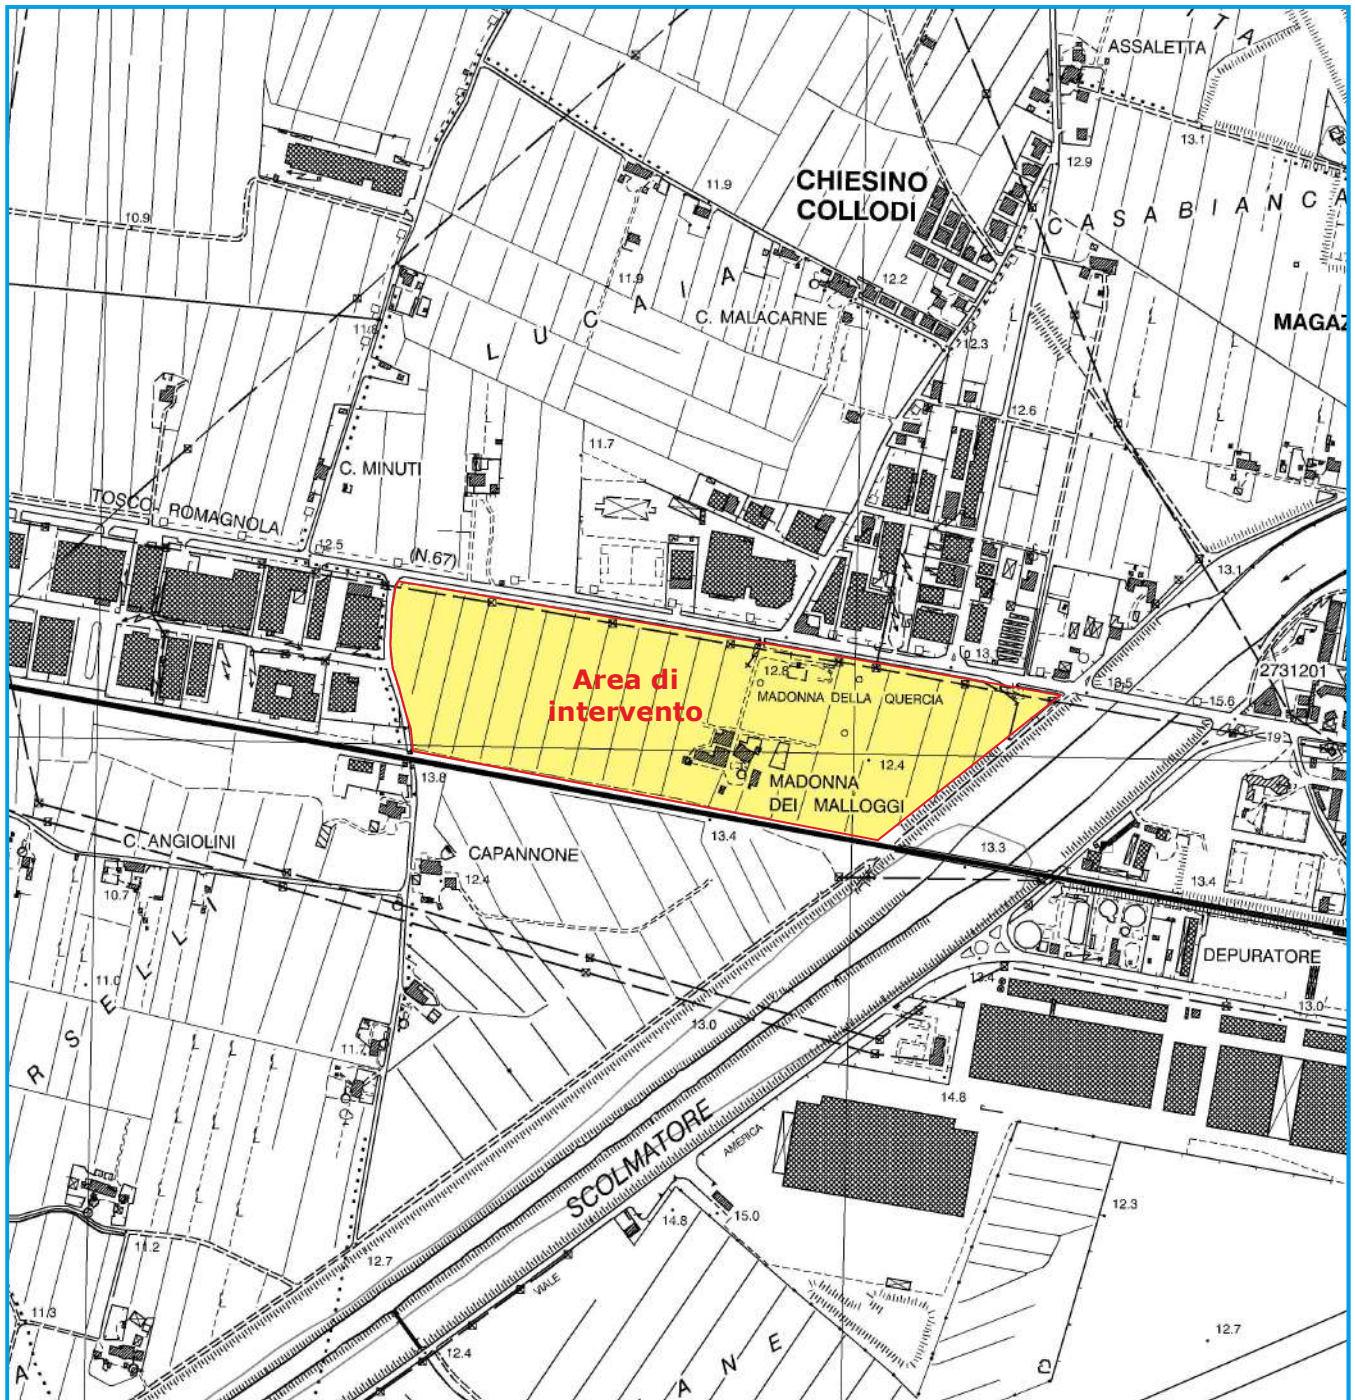 T A
ASSALETTA
13.1
12.9
11.9
CHIESINO
COLLODI
C A S A B I A N C A
10.9
11.9
12.2
L U C A I A
C. MALACARNE
MAGAZ
11.8
12.3
12.6
11.7
C. MINUTI
TOSCO ROMAGNOLA
12.5
(N.67)
13.1
13.
12.8
Area di
intervento
2731201
13.5
MADONNA DELLA QUERCIA
15.6
19
12.4
13.8
MADONNA
DEI MALLOGGI
13.4
C. ANGIOLINI
13.3
CAPANNONE
12.4
10.7
13.4
DEPURATORE
11.0
13.4
13.0
13.0
R S E L L I
11.7
14.8
SCOLMATORE
AMERICA
12.3
14.8
15.0
11.2
12.7
VIALE
11.3
12.7
12.4
A
A N E